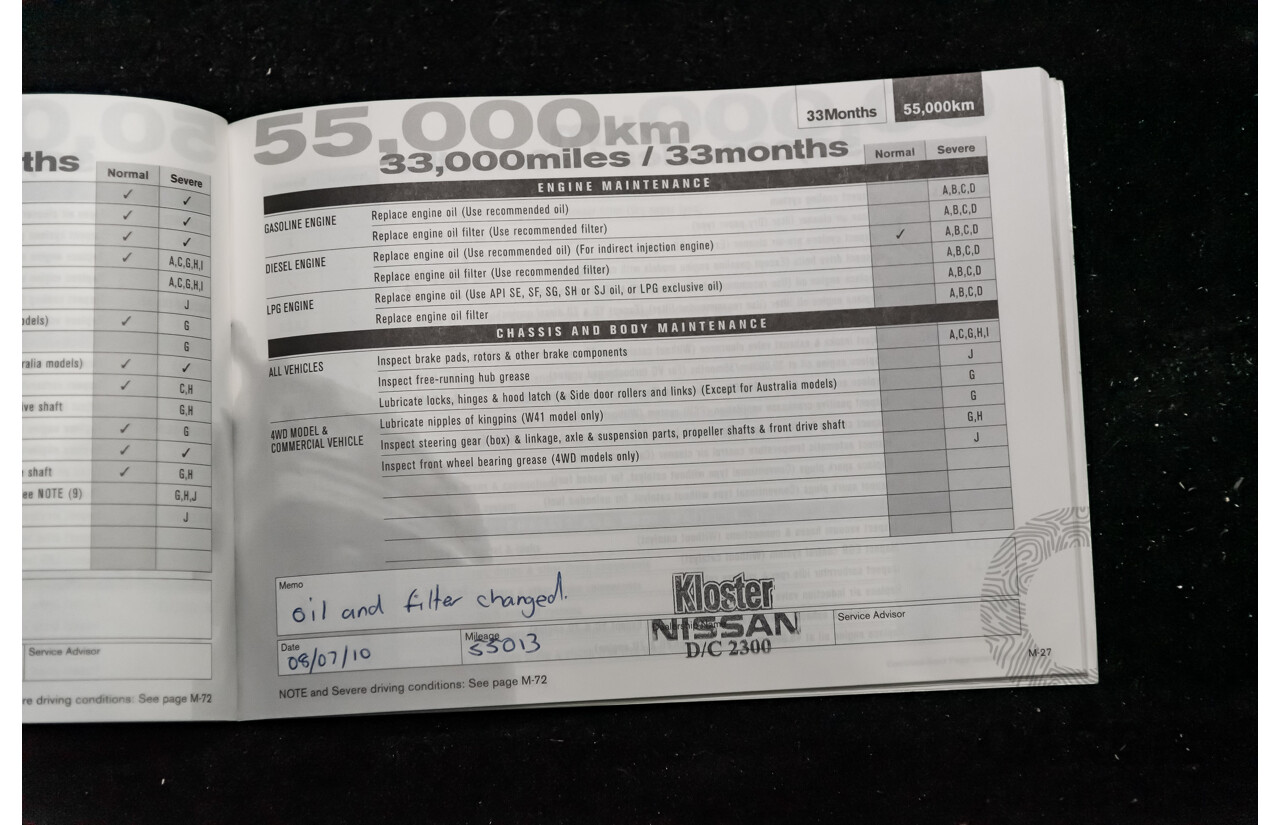 ths
Normal Severe
✓ ✓
✓ ✓
✓ ✓
✓ A,C,G,H,I
A,C,G,H,I
J
dels) ✓ G
G
ralia models) ✓ ✓
✓ C,H
ve shaft G,H
✓ G
✓ ✓
shaft ✓ G,H
ee NOTE (9) G,H,J
J
Service Advisor
re driving conditions: See page M-72
33Months 55,000km
55,000km
33,000miles / 33months
Normal Severe
ENGINE MAINTENANCE
GASOLINE ENGINE Replace engine oil (Use recommended oil) A,B,C,D
Replace engine oil filter (Use recommended filter) A,B,C,D
DIESEL ENGINE Replace engine oil (Use recommended oil) (For indirect injection engine) ✓ A,B,C,D
Replace engine oil filter (Use recommended filter) A,B,C,D
LPG ENGINE Replace engine oil (Use API SE, SF, SG, SH or SJ oil, or LPG exclusive oil) A,B,C,D
Replace engine oil filter A,B,C,D
CHASSIS AND BODY MAINTENANCE
ALL VEHICLES Inspect brake pads, rotors & other brake components A,C,G,H,I
Inspect free-running hub grease J
Lubricate locks, hinges & hood latch (& Side door rollers and links) (Except for Australia models) G
4WD MODEL & COMMERCIAL VEHICLE Lubricate nipples of kingpins (W41 model only) G
Inspect steering gear (box) & linkage, axle & suspension parts, propeller shafts & front drive shaft G,H
Inspect front wheel bearing grease (4WD models only) J
Memo
oil and filter changed.
Kloster
NISSAN
D/C 2300
Date 08/07/10
Mileage 55013
Service Advisor
NOTE and Severe driving conditions: See page M-72
M-27